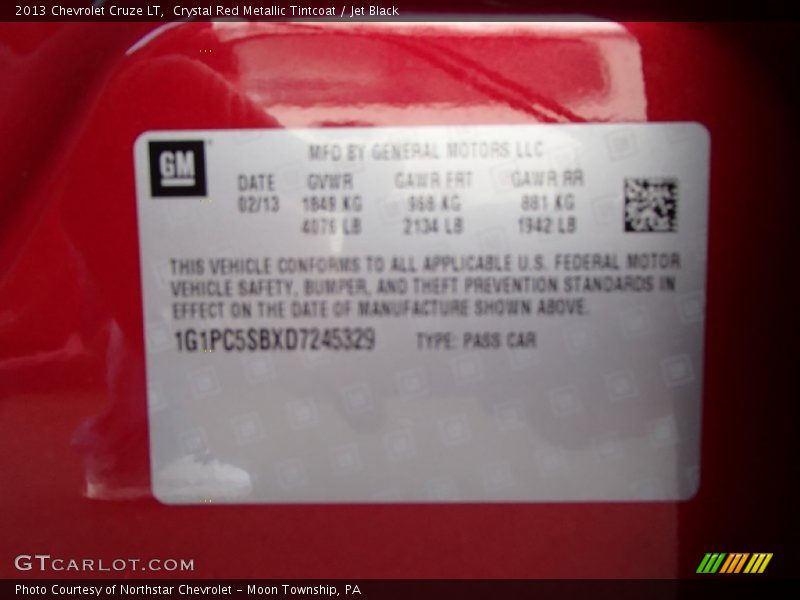 2013 Chevrolet Cruze LT, Crystal Red Metallic Tintcoat / Jet Black
GM
MFD BY GENERAL MOTORS LLC
DATE GVWR GAWR FRT GAWR RR
02/13 1849 KG 968 KG 881 KG
4076 LB 2134 LB 1942 LB
THIS VEHICLE CONFORMS TO ALL APPLICABLE U.S. FEDERAL MOTOR
VEHICLE SAFETY, BUMPER, AND THEFT PREVENTION STANDARDS IN
EFFECT ON THE DATE OF MANUFACTURE SHOWN ABOVE.
1G1PC5SBXD7245329 TYPE: PASS CAR
GTCARLOT.COM
Photo Courtesy of Northstar Chevrolet - Moon Township, PA